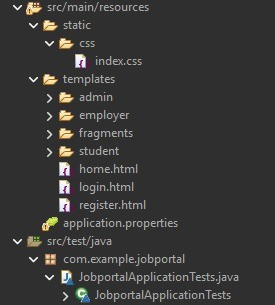 src/main/resources
static
css
index.css
templates
admin
employer
fragments
student
home.html
login.html
register.html
application.properties
src/test/java
com.example.jobportal
JobportalApplicationTests.java
JobportalApplicationTests